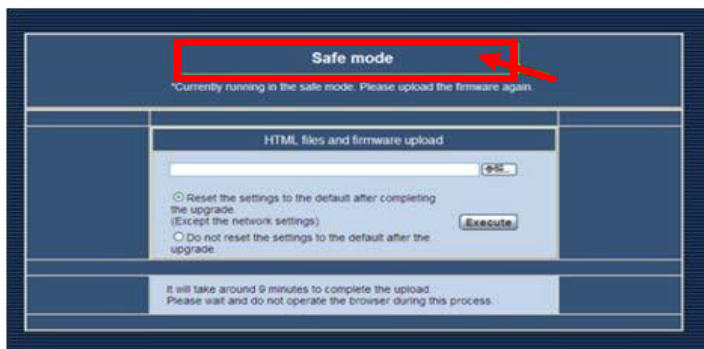 Safe mode
*Currently running in the safe mode. Please upload the firmware again.
HTML files and firmware upload
参照...
Reset the settings to the default after completing
the upgrade
(Except the network settings)
Execute
Do not reset the settings to the default after the
upgrade
It will take around 9 minutes to complete the upload
Please wait and do not operate the browser during this process.